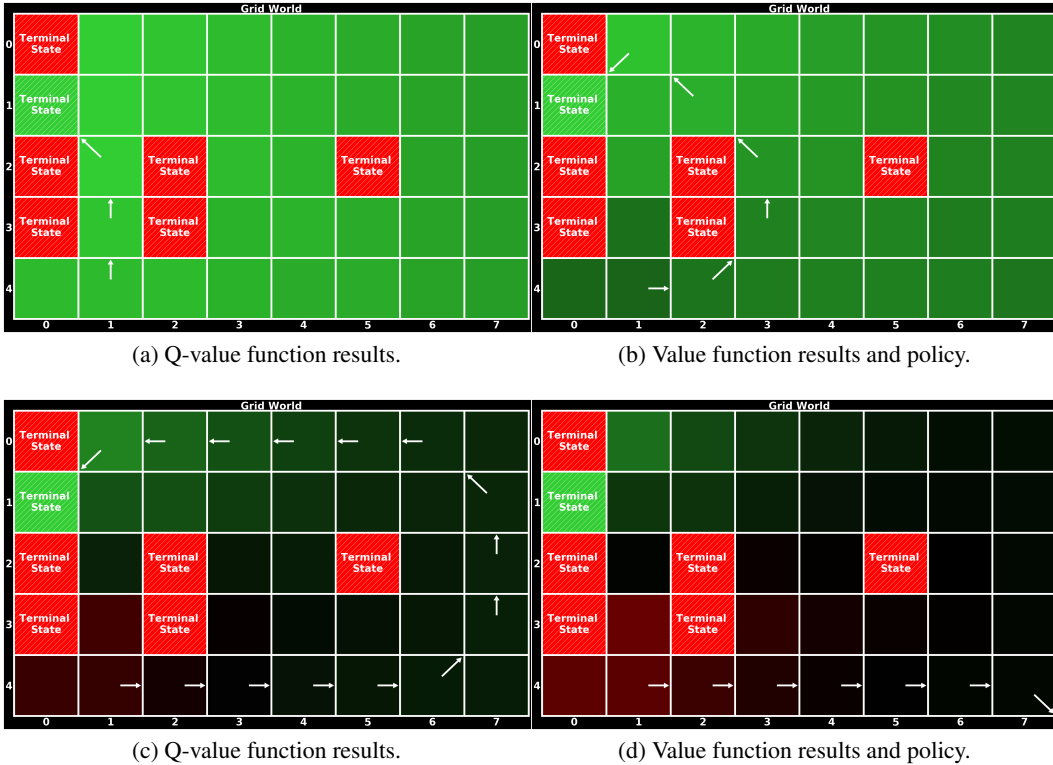 Grid World
0
Terminal
State
1
Terminal
State
2
Terminal
State
Terminal
State
Terminal
State
3
Terminal
State
Terminal
State
4
0 1 2 3 4 5 6 7
(a) Q-value function results.
Grid World
0
Terminal
State
1
Terminal
State
2
Terminal
State
Terminal
State
Terminal
State
3
Terminal
State
Terminal
State
4
0 1 2 3 4 5 6 7
(b) Value function results and policy.
Grid World
0
Terminal
State
1
Terminal
State
2
Terminal
State
Terminal
State
Terminal
State
3
Terminal
State
Terminal
State
4
0 1 2 3 4 5 6 7
(c) Q-value function results.
Grid World
0
Terminal
State
1
Terminal
State
2
Terminal
State
Terminal
State
Terminal
State
3
Terminal
State
Terminal
State
4
0 1 2 3 4 5 6 7
(d) Value function results and policy.